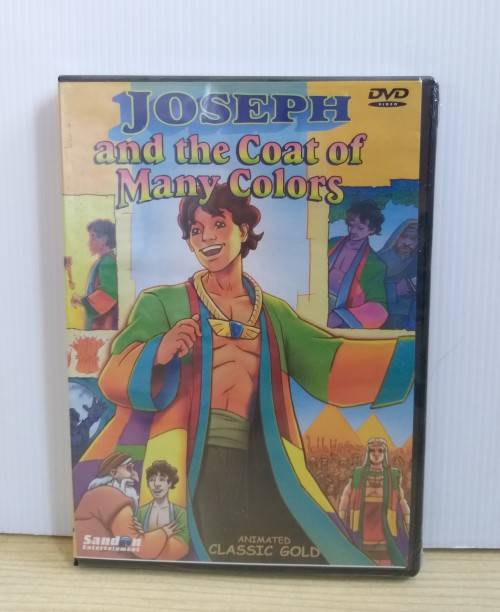 JOSEPH
DVD
VIDEO
and the Coat of
Many Colors
Sandon
Entertainment
ANIMATED
CLASSIC GOLD